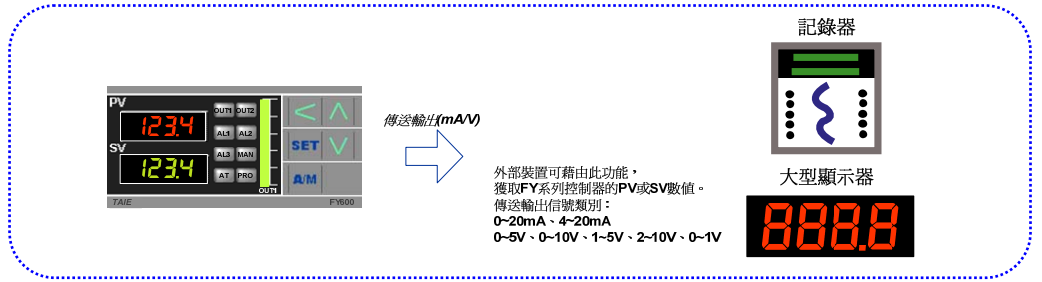 記錄器
PV
OUT1 OUT2
123.4
AL1 AL2
SV
AL3 MAN
123.4
AT PRO
OUT1
SET
A/M
TAIE
FY600
傳送輸出(mA/V)
外部裝置可藉由此功能，
獲取FY系列控制器的PV或SV數值。
傳送輸出信號類別：
0~20mA、4~20mA
0~5V、0~10V、1~5V、2~10V、0~1V
大型顯示器
888.8